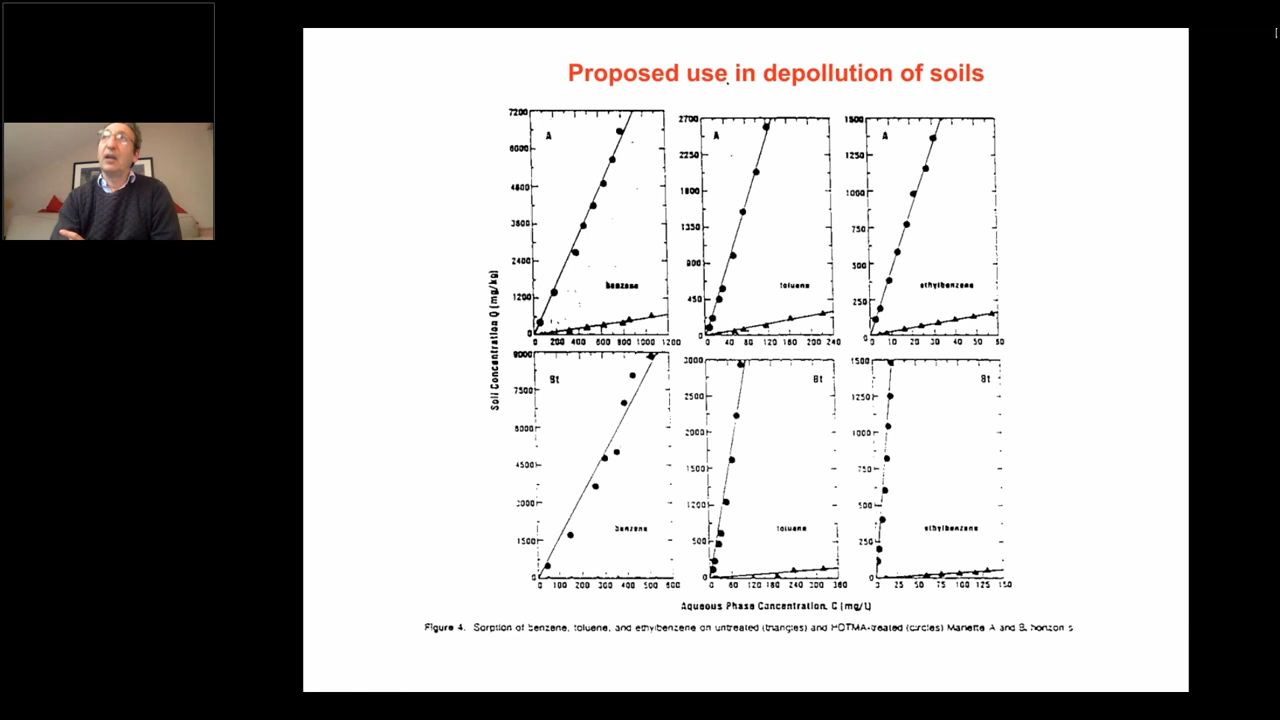 Proposed use in depollution of soils
7200
6000
4800
3600
2400
1200
0
A
benzene
0 200 400 600 800 1000 1200
2700
2250
1800
1350
900
450
0
A
toluene
0 40 80 120 160 200 240
1500
1250
1000
750
500
250
0
A
ethylbenzene
0 10 20 30 40 50 60
Soil Concentration Q (mg/kg)
9000
7500
6000
4500
3000
1500
0
Bt
benzene
0 100 200 300 400 500 600
3000
2500
2000
1500
1000
500
0
Bt
toluene
0 60 120 180 240 300 360
1500
1250
1000
750
500
250
0
Bt
ethylbenzene
0 25 50 75 100 125 150
Aqueous Phase Concentration, C (mg/L)
Figure 4. Sorption of benzene, toluene, and ethylbenzene on untreated (triangles) and HDTMA-treated (circles) Marlette A and